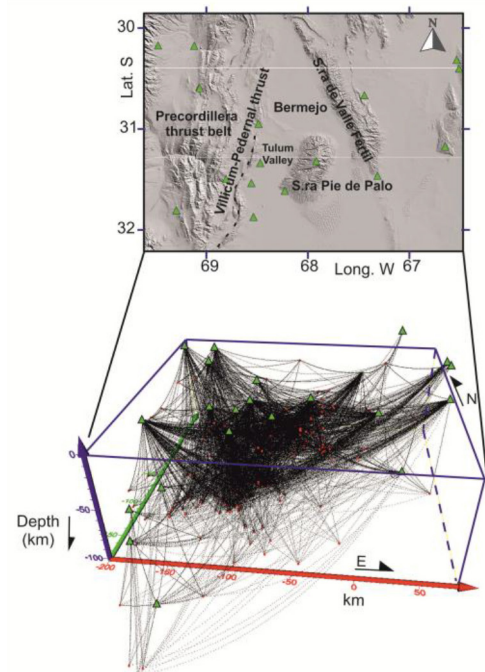 N
30
31
32
Lat. S
Precordillera
thrust belt
Villicum-Pedernal thrust
Bermejo
S.ra de Valle Fertil
Tulum
Valley
S.ra Pie de Palo
69
68
67
Long. W
N
0
-50
-100
Depth
(km)
-200
-150
-100
-50
0
50
E
km